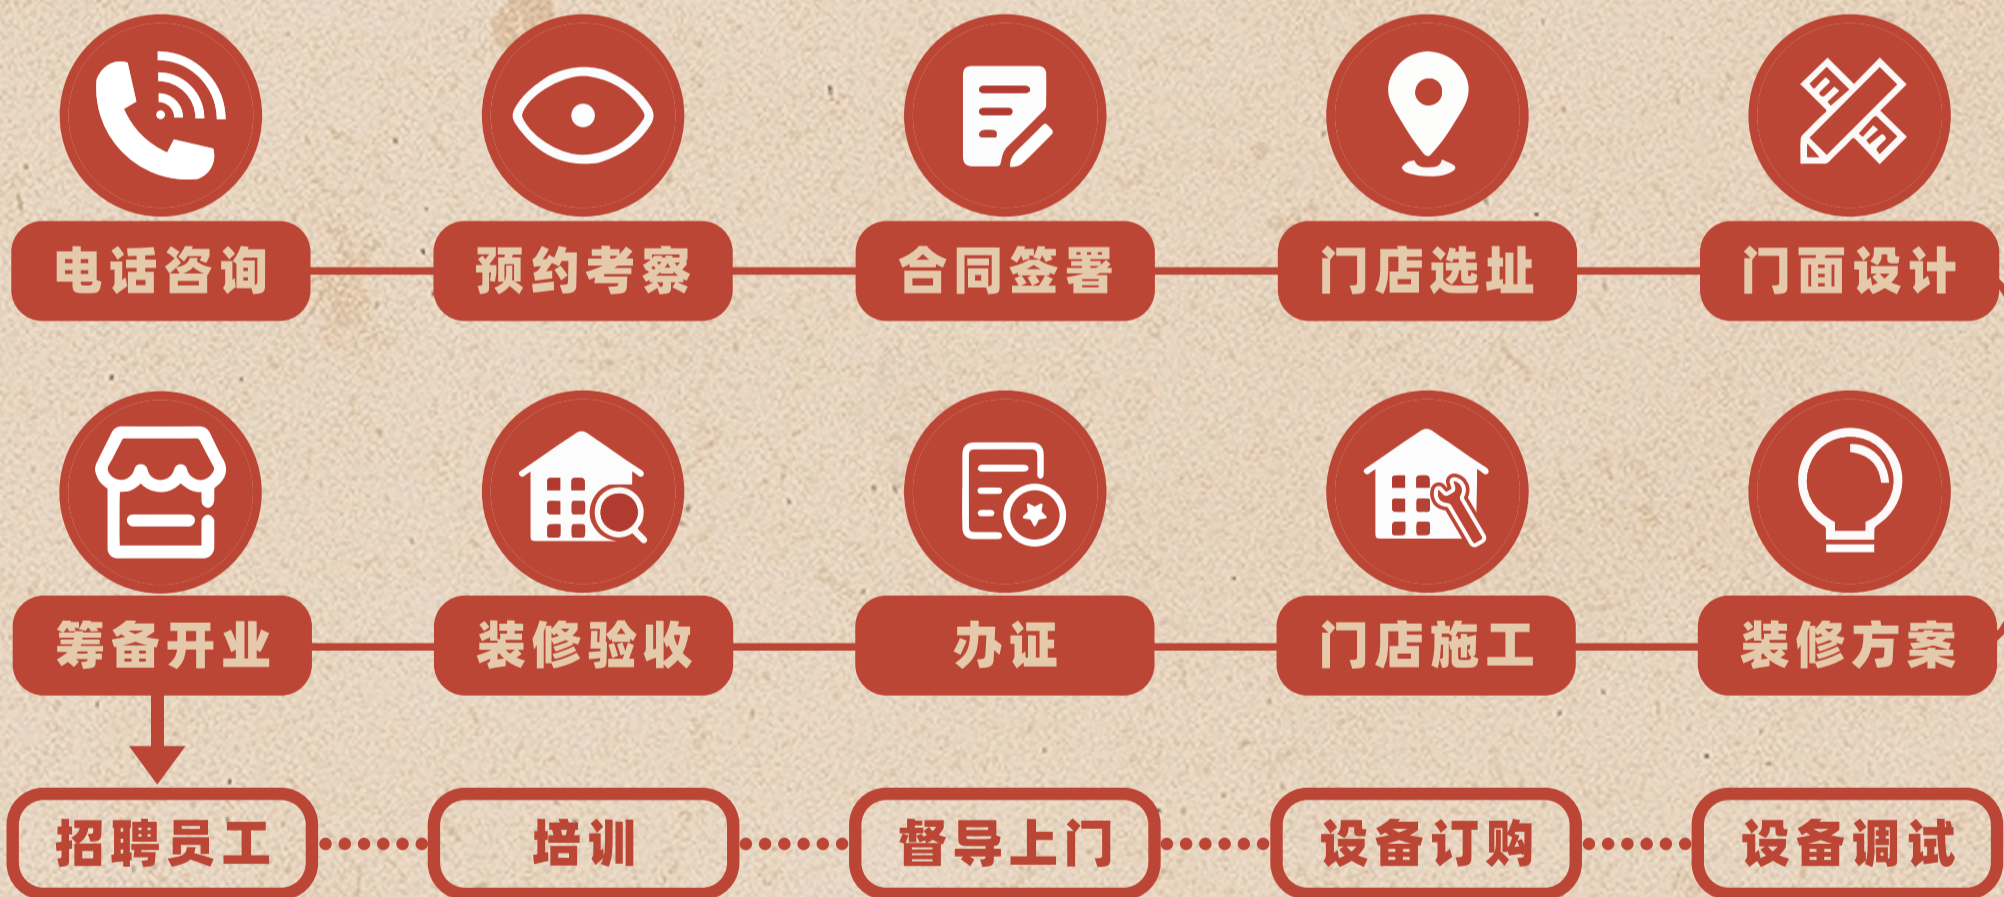 电话咨询
预约考察
合同签署
门店选址
门面设计
筹备开业
装修验收
办证
门店施工
装修方案
招聘员工
培训
督导上门
设备订购
设备调试